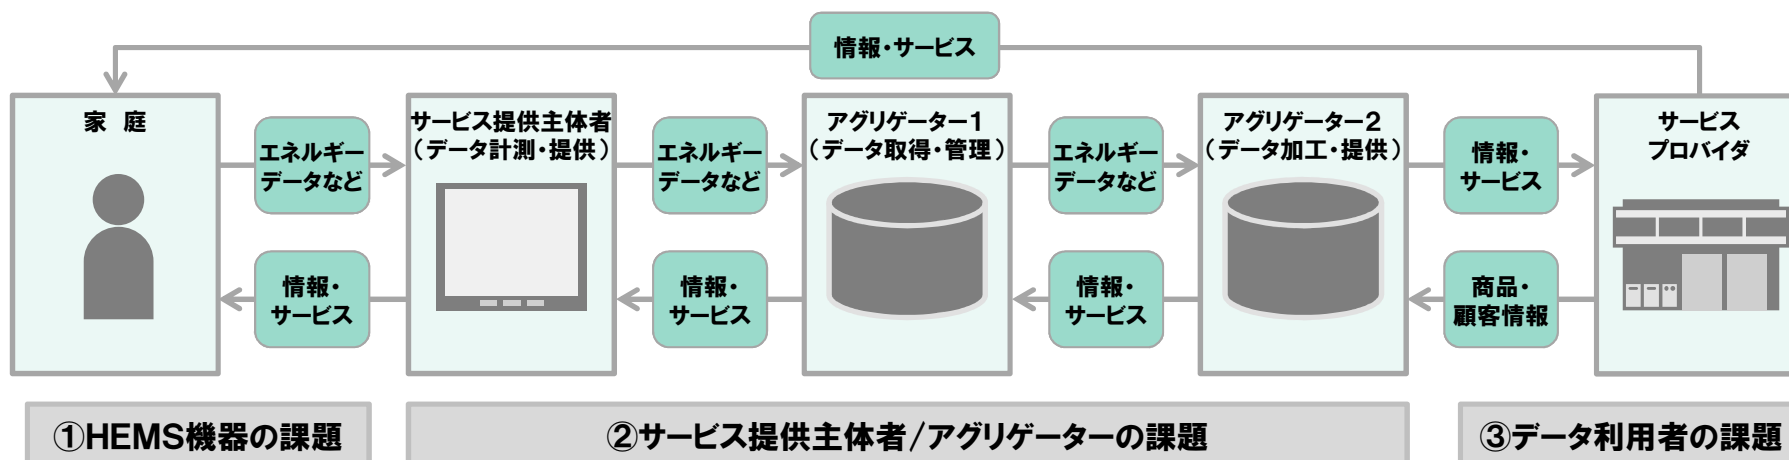 情報・サービス
家 庭
エネルギー
データなど
情報・
サービス
サービス提供主体者
（データ計測・提供）
エネルギー
データなど
情報・
サービス
アグリゲーター1
（データ取得・管理）
エネルギー
データなど
情報・
サービス
アグリゲーター2
（データ加工・提供）
情報・
サービス
商品・
顧客情報
サービス
プロバイダ
①HEMS機器の課題
②サービス提供主体者/アグリゲーターの課題
③データ利用者の課題